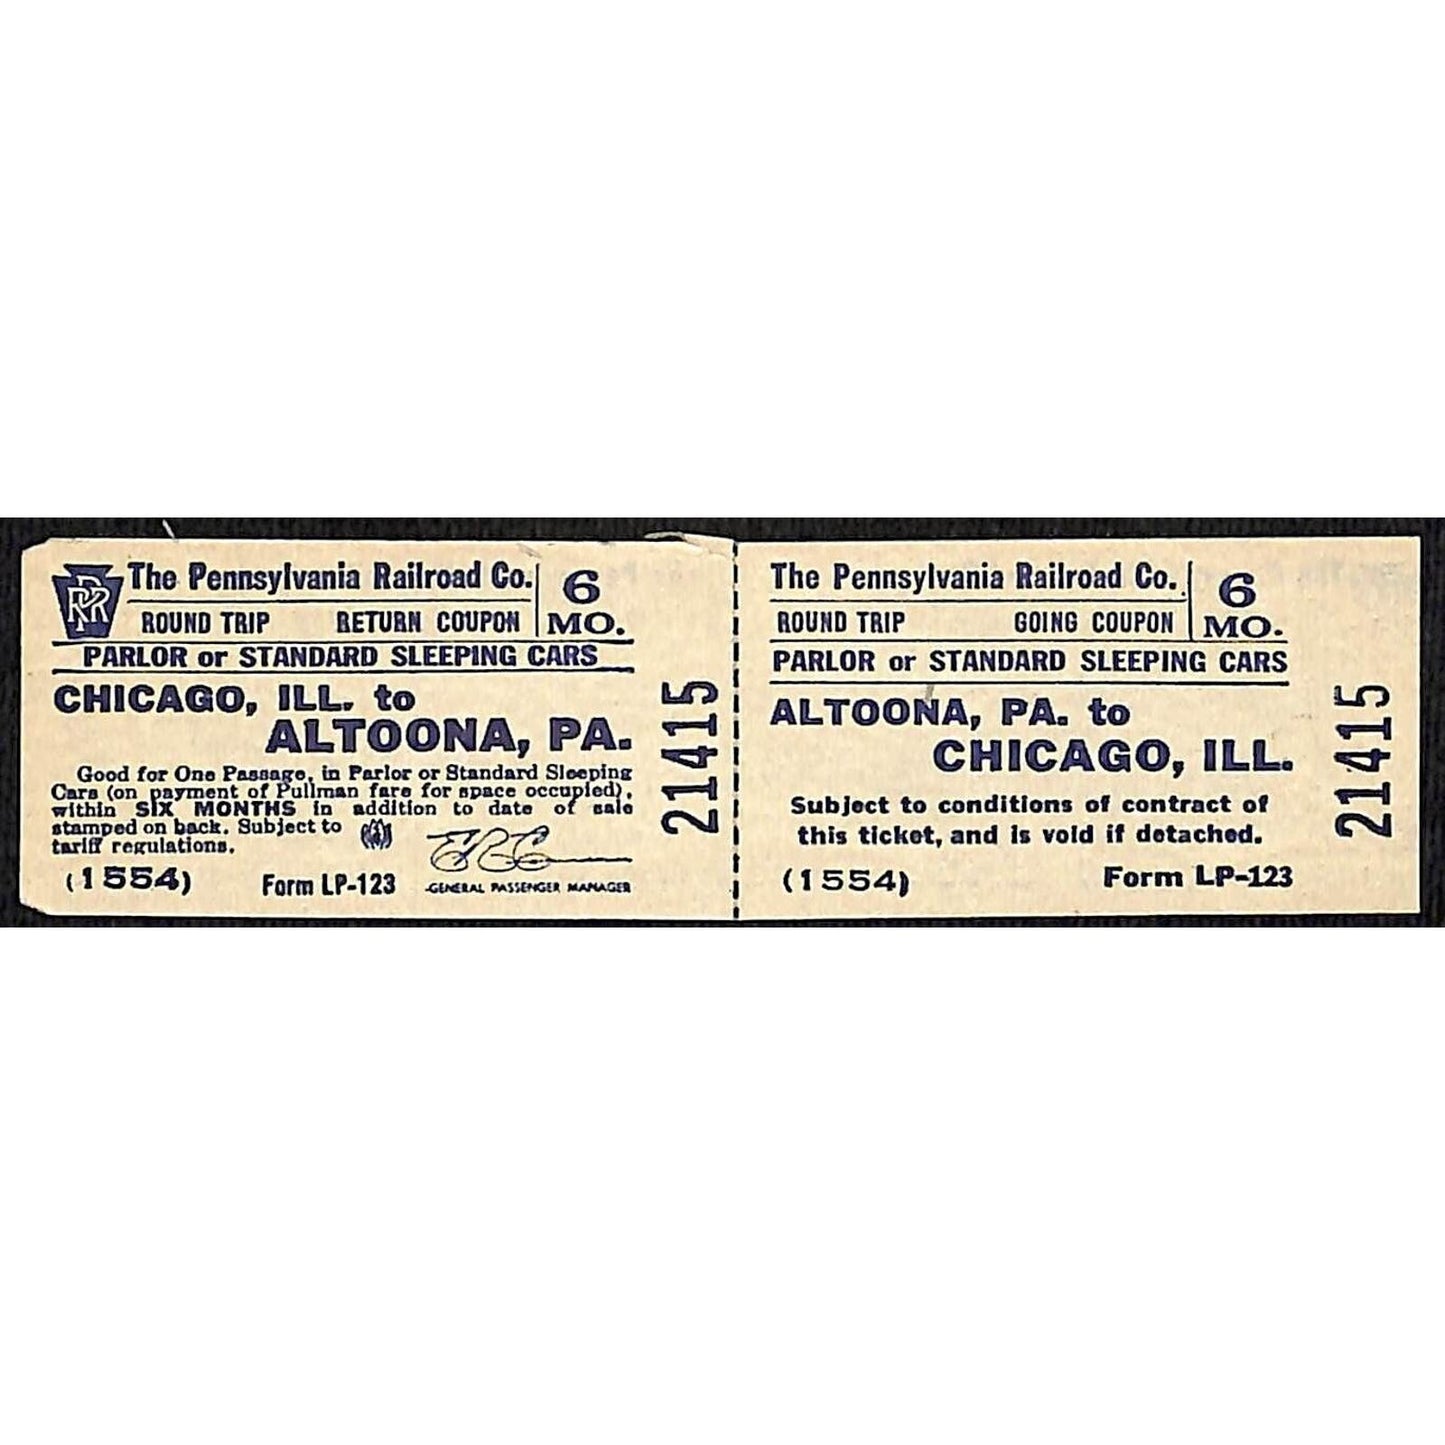 PRR
The Pennsylvania Railroad Co.
6
MO.
ROUND TRIP RETURN COUPON
PARLOR or STANDARD SLEEPING CARS
CHICAGO, ILL. to
ALTOONA, PA.
Good for One Passage, in Parlor or Standard Sleeping
Cars (on payment of Pullman fare for space occupied),
within SIX MONTHS in addition to date of sale
stamped on back. Subject to
tariff regulations.
(1554) Form LP-123
GENERAL PASSENGER MANAGER
21415
The Pennsylvania Railroad Co.
6
MO.
ROUND TRIP GOING COUPON
PARLOR or STANDARD SLEEPING CARS
ALTOONA, PA. to
CHICAGO, ILL.
Subject to conditions of contract of
this ticket, and is void if detached.
(1554) Form LP-123
21415